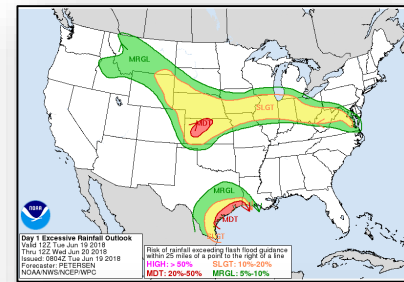 MRGL
SLGT
MDT
MRGL
MDT
SLGT
NOAA
Day 1 Excessive Rainfall Outlook
Valid 12Z Tue Jun 19 2018
Thru 12Z Wed Jun 20 2018
Issued: 0804Z Tue Jun 19 2018
Forecaster: PETERSEN
NOAA/NWS/NCEP/WPC
Risk of rainfall exceeding flash flood guidance
within 25 miles of a point to the right of a line
HIGH: > 50% SLGT: 10%-20%
MDT: 20%-50% MRGL: 5%-10%